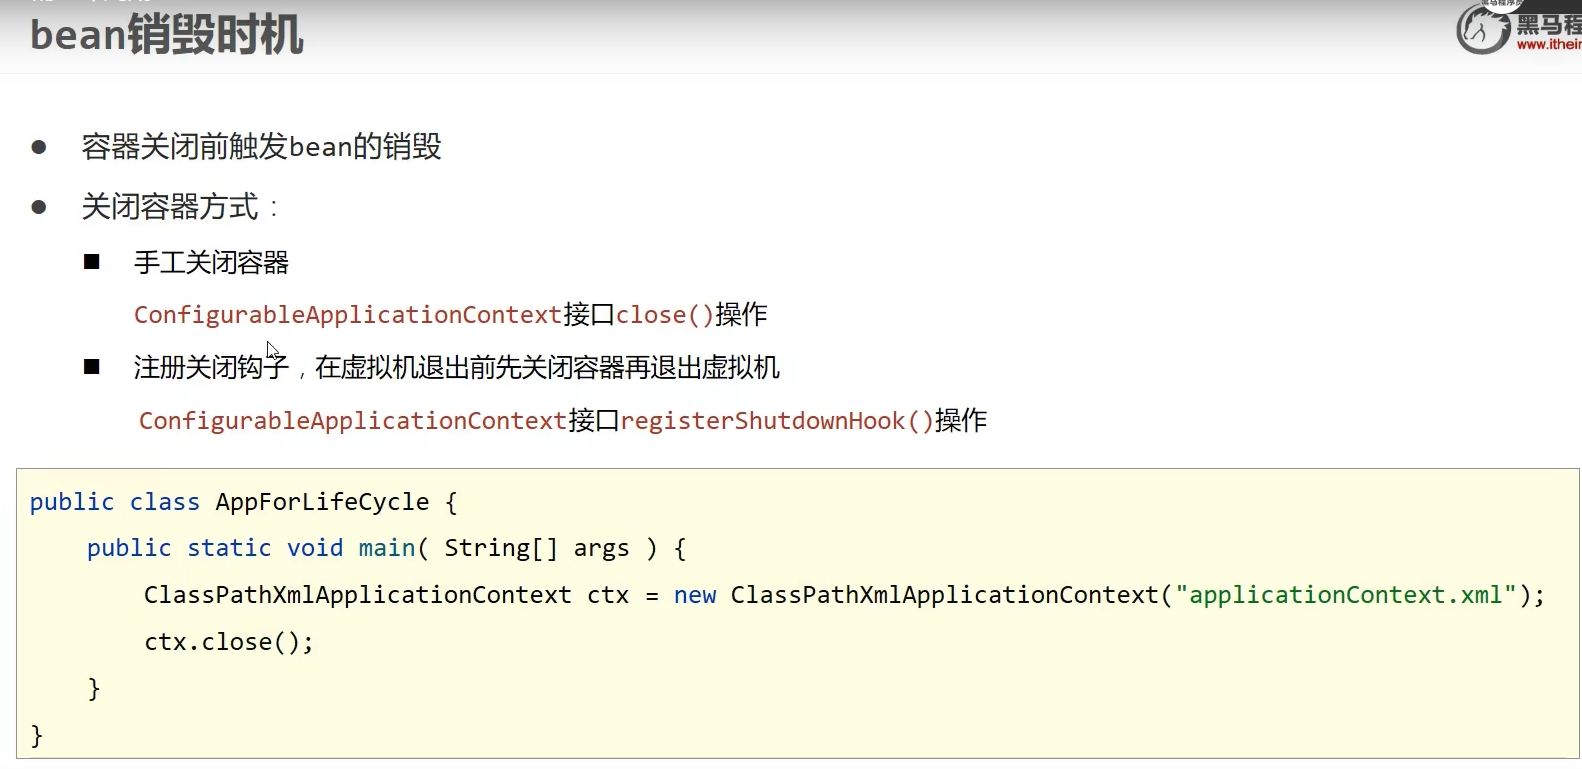 bean销毁时机
黑马程序员
黑马程
www.itheim
● 容器关闭前触发bean的销毁
● 关闭容器方式：
■ 手工关闭容器
ConfigurableApplicationContext接口close()操作
■ 注册关闭钩子，在虚拟机退出前先关闭容器再退出虚拟机
ConfigurableApplicationContext接口registerShutdownHook()操作
public class AppForLifeCycle {
    public static void main( String[] args ) {
        ClassPathXmlApplicationContext ctx = new ClassPathXmlApplicationContext("applicationContext.xml");
        ctx.close();
    }
}